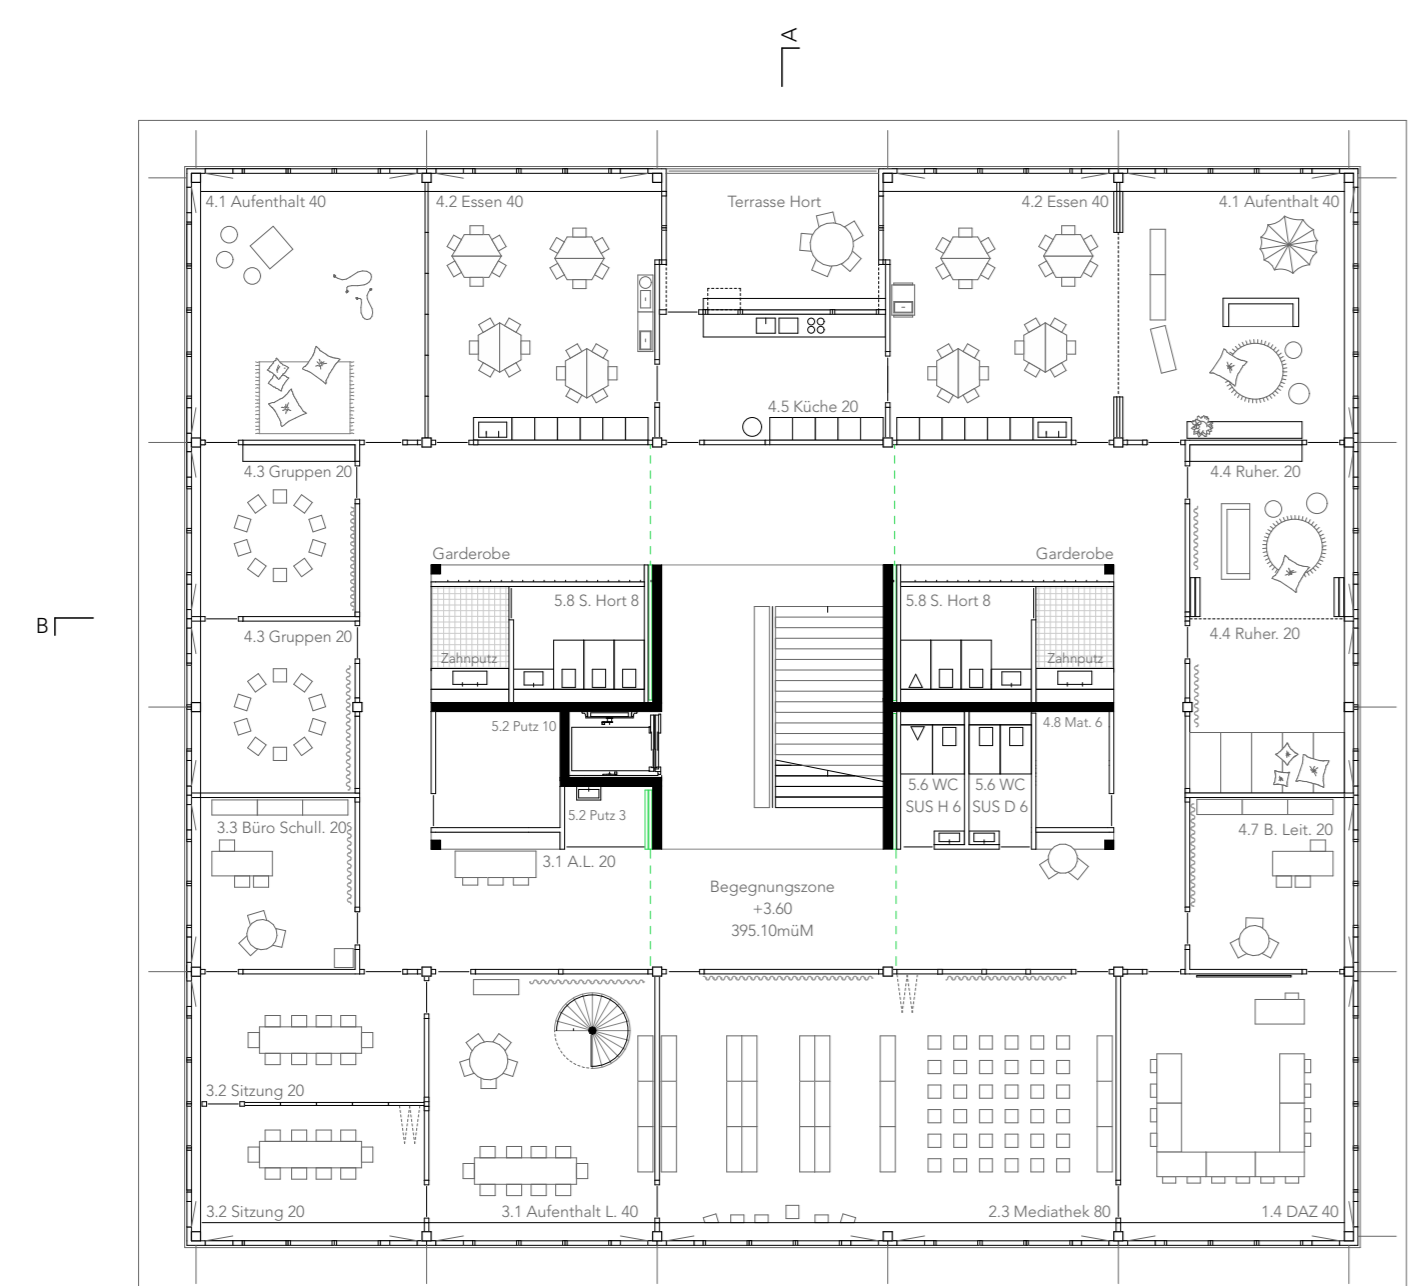 A
4.1 Aufenthalt 40
4.2 Essen 40
Terrasse Hort
4.2 Essen 40
4.1 Aufenthalt 40
4.5 Küche 20
4.3 Gruppen 20
4.4 Ruher. 20
Garderobe
Garderobe
5.8 S. Hort 8
5.8 S. Hort 8
B
4.3 Gruppen 20
4.4 Ruher. 20
Zahnputz
Zahnputz
5.2 Putz 10
4.8 Mat. 6
5.6 WC
SUS H 6
5.6 WC
SUS D 6
5.2 Putz 3
3.3 Büro Schull. 20
4.7 B. Leit. 20
3.1 A.L. 20
Begegnungszone
+3.60
395.10müM
3.2 Sitzung 20
3.2 Sitzung 20
3.1 Aufenthalt L. 40
2.3 Mediathek 80
1.4 DAZ 40